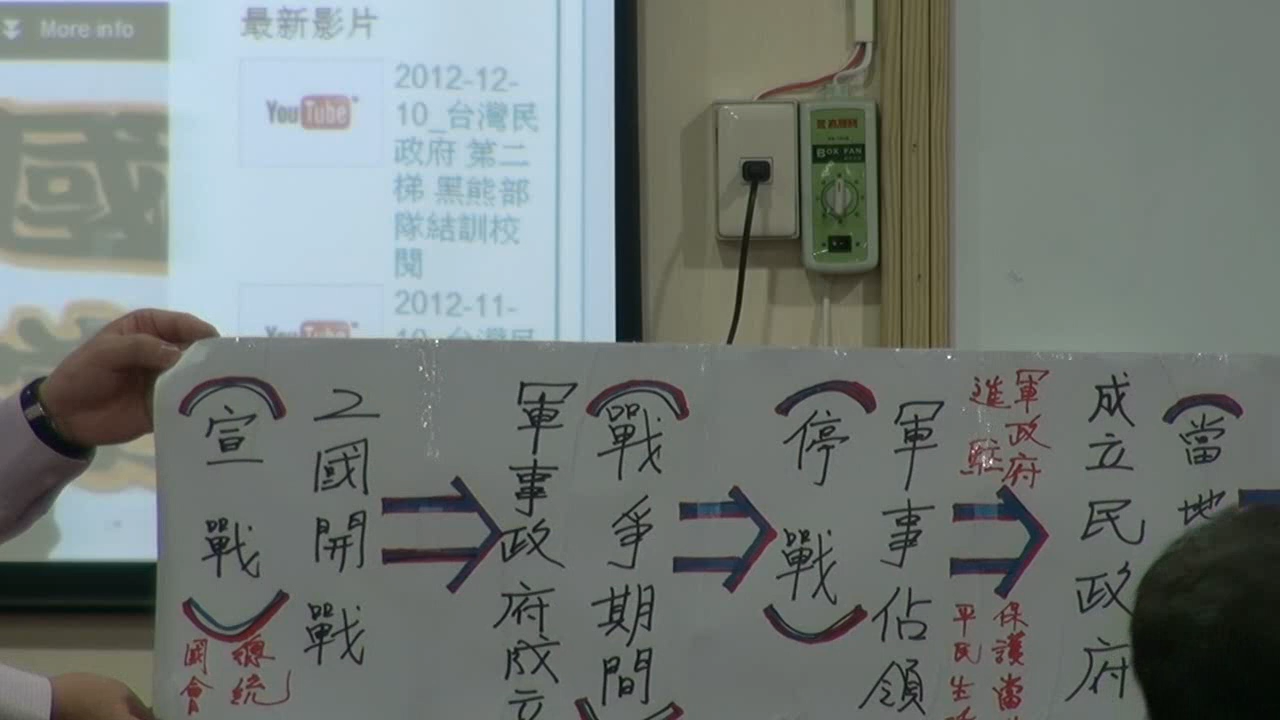 More info
最新影片
YouTube
2012-12-
10_台灣民
政府 第二
梯 黑熊部
隊結訓校
閱
2012-11-
BOX FAN
二國開戰
(宣戰)
總統
國會
(戰爭期間
軍事政府成立
軍事佔領
(停戰)
軍政府
進駐
保護當
平民生
成立民政府
(當地